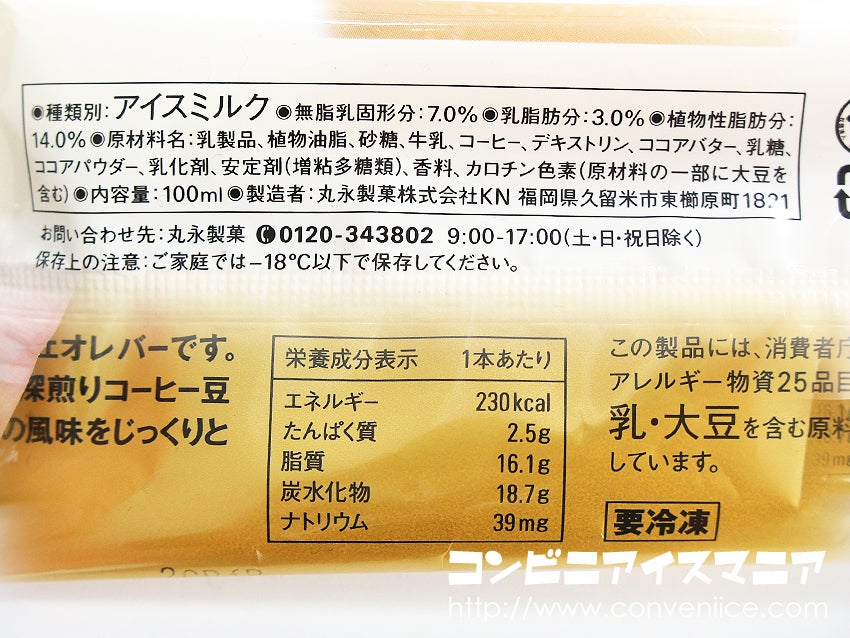 ◉種類別:アイスミルク ◉無脂乳固形分:7.0% ◉乳脂肪分:3.0% ◉植物性脂肪分:
14.0% ◉原材料名:乳製品、植物油脂、砂糖、牛乳、コーヒー、デキストリン、ココアバター、乳糖、
ココアパウダー、乳化剤、安定剤(増粘多糖類)、香料、カロチン色素(原材料の一部に大豆を
含む) ◉内容量:100ml ◉製造者:丸永製菓株式会社KN 福岡県久留米市東櫛原町1821
お問い合わせ先:丸永製菓 0120-343802 9:00-17:00(土・日・祝日除く)
保存上の注意:ご家庭では-18℃以下で保存してください。
ェオレバーです。
深煎りコーヒー豆
の風味をじっくりと
栄養成分表示 1本あたり
エネルギー 230kcal
たんぱく質 2.5g
脂質 16.1g
炭水化物 18.7g
ナトリウム 39mg
この製品には、消費者庁
アレルギー物資25品目
乳・大豆を含む原料
しています。
要冷凍
コンビニアイスマニア
http://www.conveniice.com